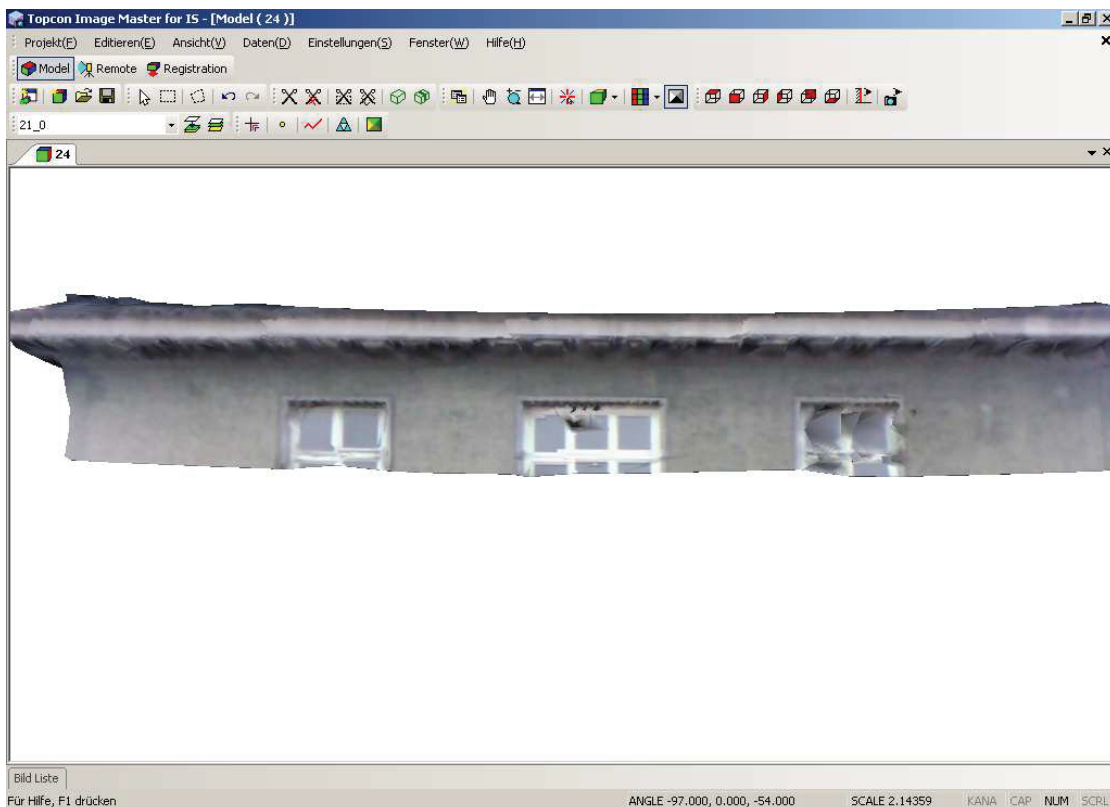 Topcon Image Master for IS - [Model ( 24 )]
Projekt(F) Editieren(E) Ansicht(V) Daten(D) Einstellungen(S) Fenster(W) Hilfe(H)
Model Remote Registration
21_0
24
Bild Liste
Für Hilfe, F1 drücken ANGLE -97.000, 0.000, -54.000 SCALE 2.14359 KANA CAP NUM SCRL